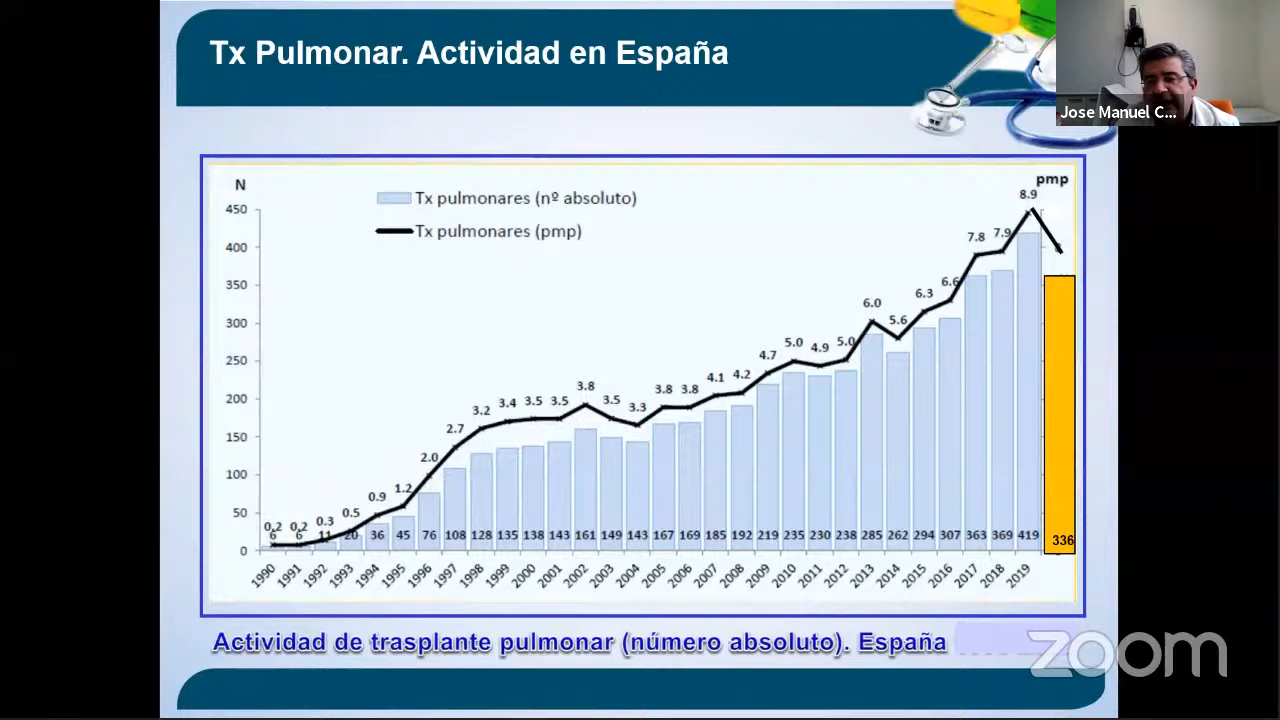 Tx Pulmonar. Actividad en España
Jose Manuel C...
N
pmp
Tx pulmonares (nº absoluto)
Tx pulmonares (pmp)
450
400
350
300
250
200
150
100
50
0
0.2 0.2 0.3 0.5 0.9 1.2 2.0 2.7 3.2 3.4 3.5 3.5 3.8 3.5 3.3 3.8 3.8 4.1 4.2 4.7 5.0 4.9 5.0 6.0 5.6 6.3 6.6 7.8 7.9 8.9
6 6 11 20 36 45 76 108 128 135 138 143 161 149 143 167 169 185 192 219 235 230 238 285 262 294 307 363 369 419 336
1990 1991 1992 1993 1994 1995 1996 1997 1998 1999 2000 2001 2002 2003 2004 2005 2006 2007 2008 2009 2010 2011 2012 2013 2014 2015 2016 2017 2018 2019
Actividad de trasplante pulmonar (número absoluto). España
zoom